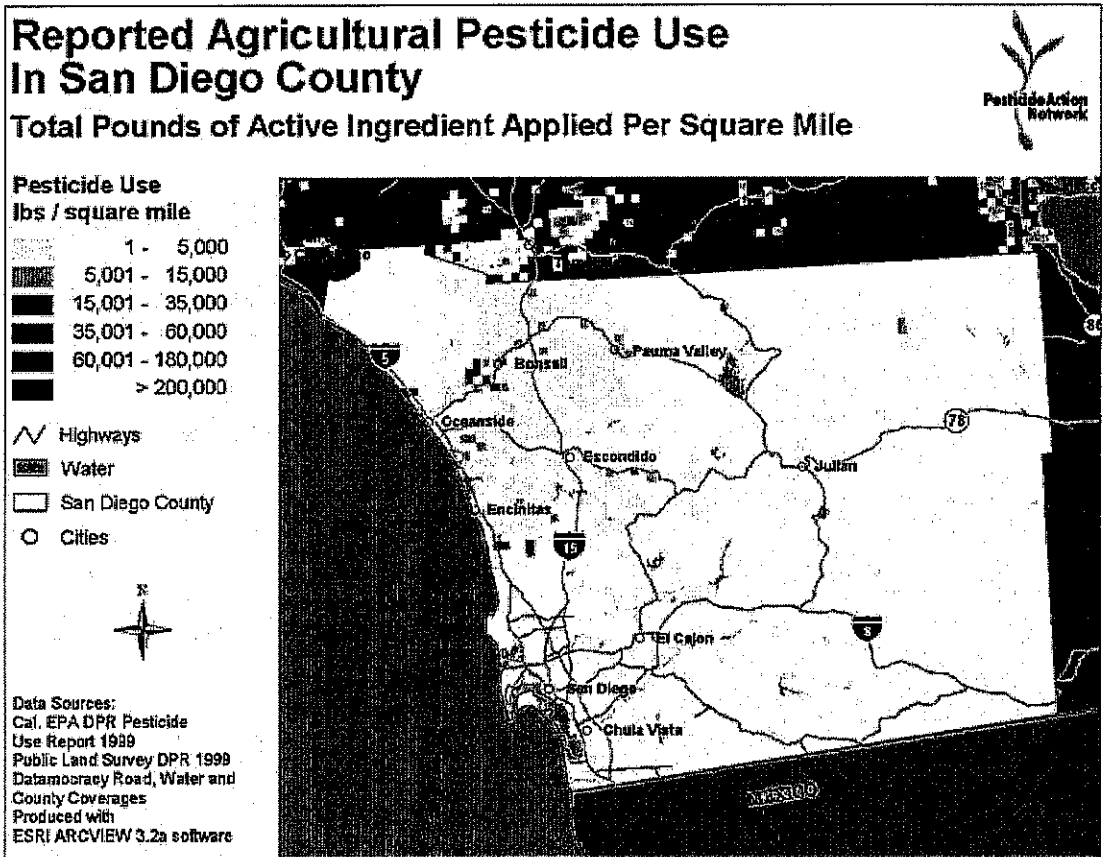 Reported Agricultural Pesticide Use
In San Diego County
Total Pounds of Active Ingredient Applied Per Square Mile
Pesticide Action
Network
Pesticide Use
lbs / square mile
1 - 5,000
5,001 - 15,000
15,001 - 35,000
35,001 - 60,000
60,001 - 180,000
> 200,000
Highways
Water
San Diego County
Cities
N
Data Sources:
Cal. EPA DPR Pesticide
Use Report 1999
Public Land Survey DPR 1999
Datamocracy Road, Water and
County Coverages
Produced with
ESRI ARCVIEW 3.2a software
86
5
Pauma Valley
Bonsall
Oceanside
78
Escondido
Julian
Encinitas
15
8
El Cajon
San Diego
Chula Vista
MEXICO